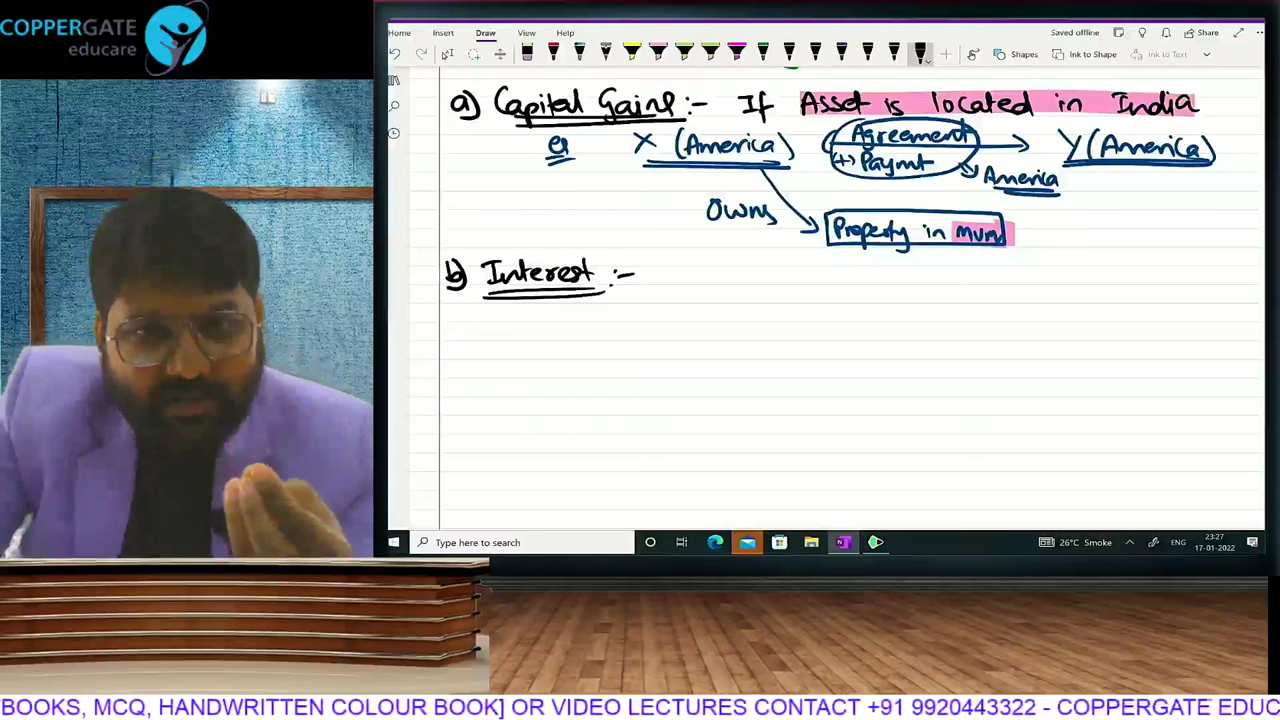 COPPERGATE
educare
Home Insert Draw View Help
Saved offline
Share
Shapes
Ink to Shape
Ink to Text
a) Capital Gains :- If Asset is located in India
X (America) Agreement Y (America)
(+) Paymt
America
Owns
Property in mum
b) Interest :-
Type here to search
26°C Smoke
ENG
23:27
17-01-2022
BOOKS, MCQ, HANDWRITTEN COLOUR BOOK] OR VIDEO LECTURES CONTACT +91 9920443322 - COPPERGATE EDUC